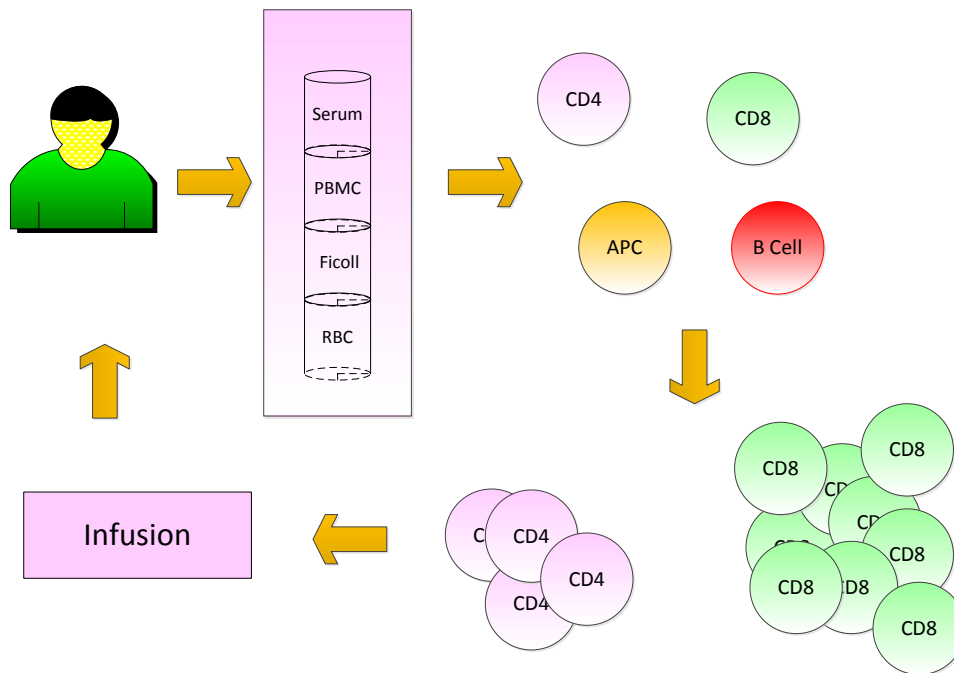 Serum
PBMC
Ficoll
RBC
CD4
CD8
APC
B Cell
CD8
CD8
CD8
CD8
CD8
CD8
CD4
CD4
CD4
Infusion